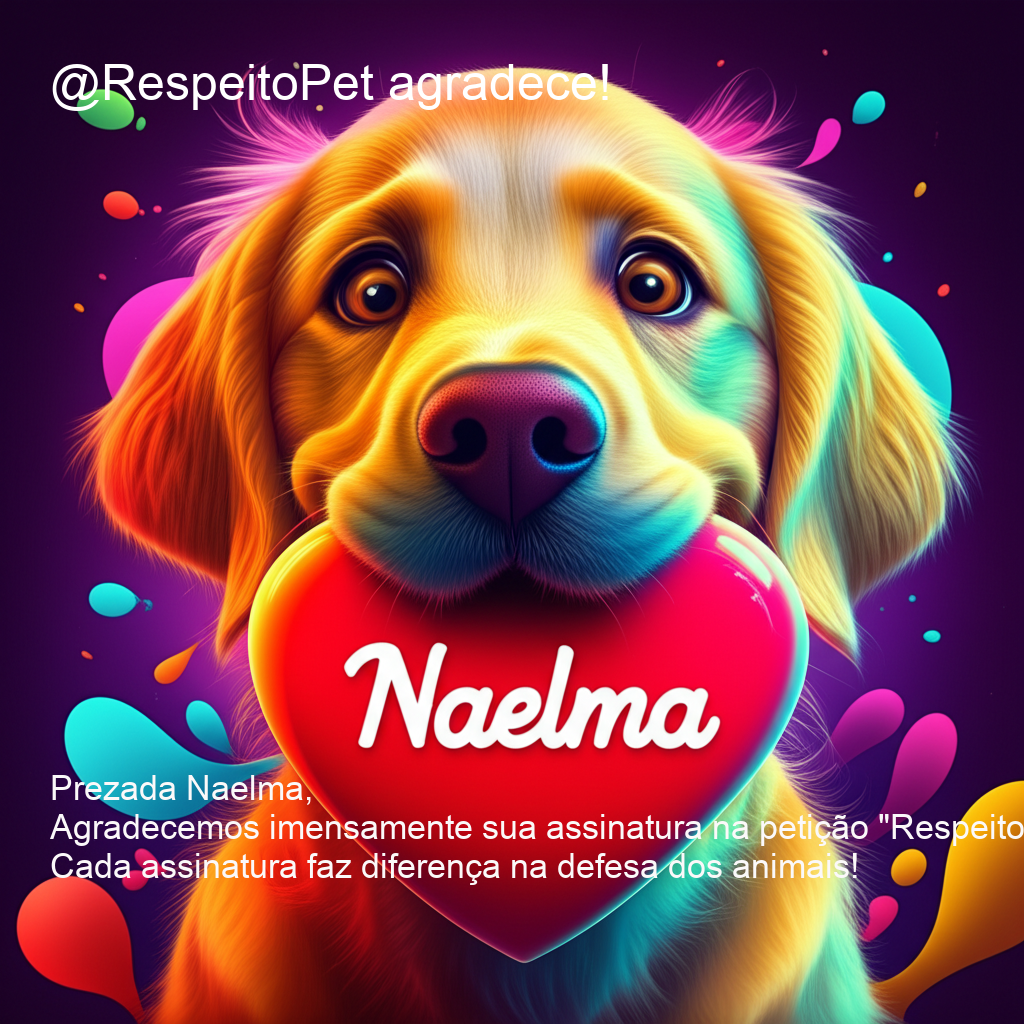 @RespeitoPet agradece!
Naelma
Prezada Naelma,
Agradecemos imensamente sua assinatura na petição "Respeito
Cada assinatura faz diferença na defesa dos animais!